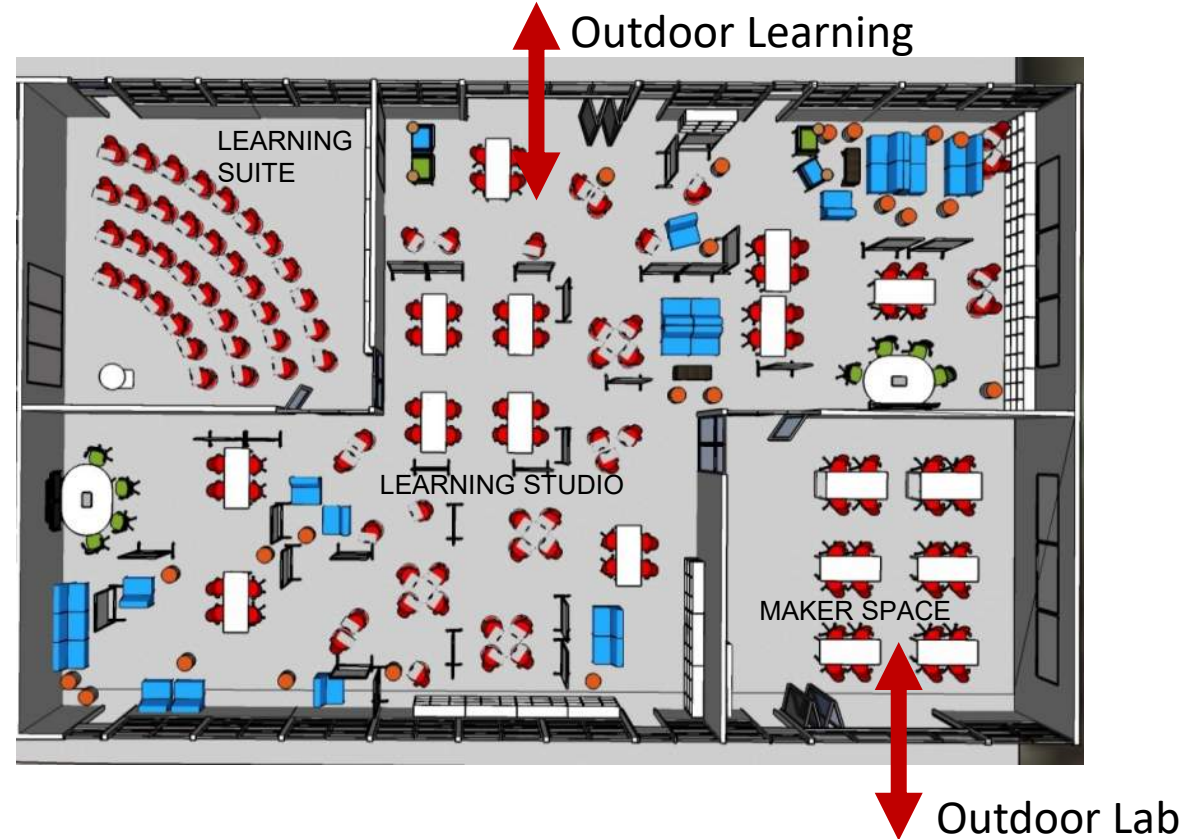 Outdoor Learning
LEARNING
SUITE
LEARNING STUDIO
MAKER SPACE
Outdoor Lab